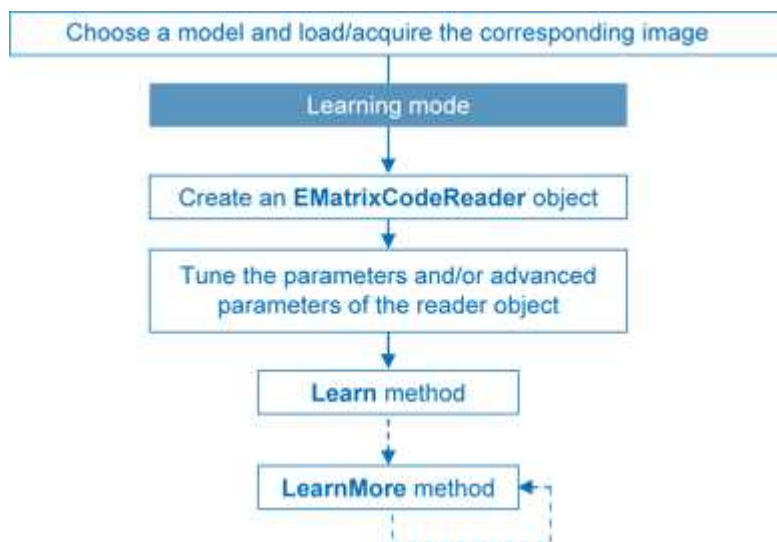 Choose a model and load/acquire the corresponding image
Learning mode
Create an EMatrixCodeReader object
Tune the parameters and/or advanced
parameters of the reader object
Learn method
LearnMore method